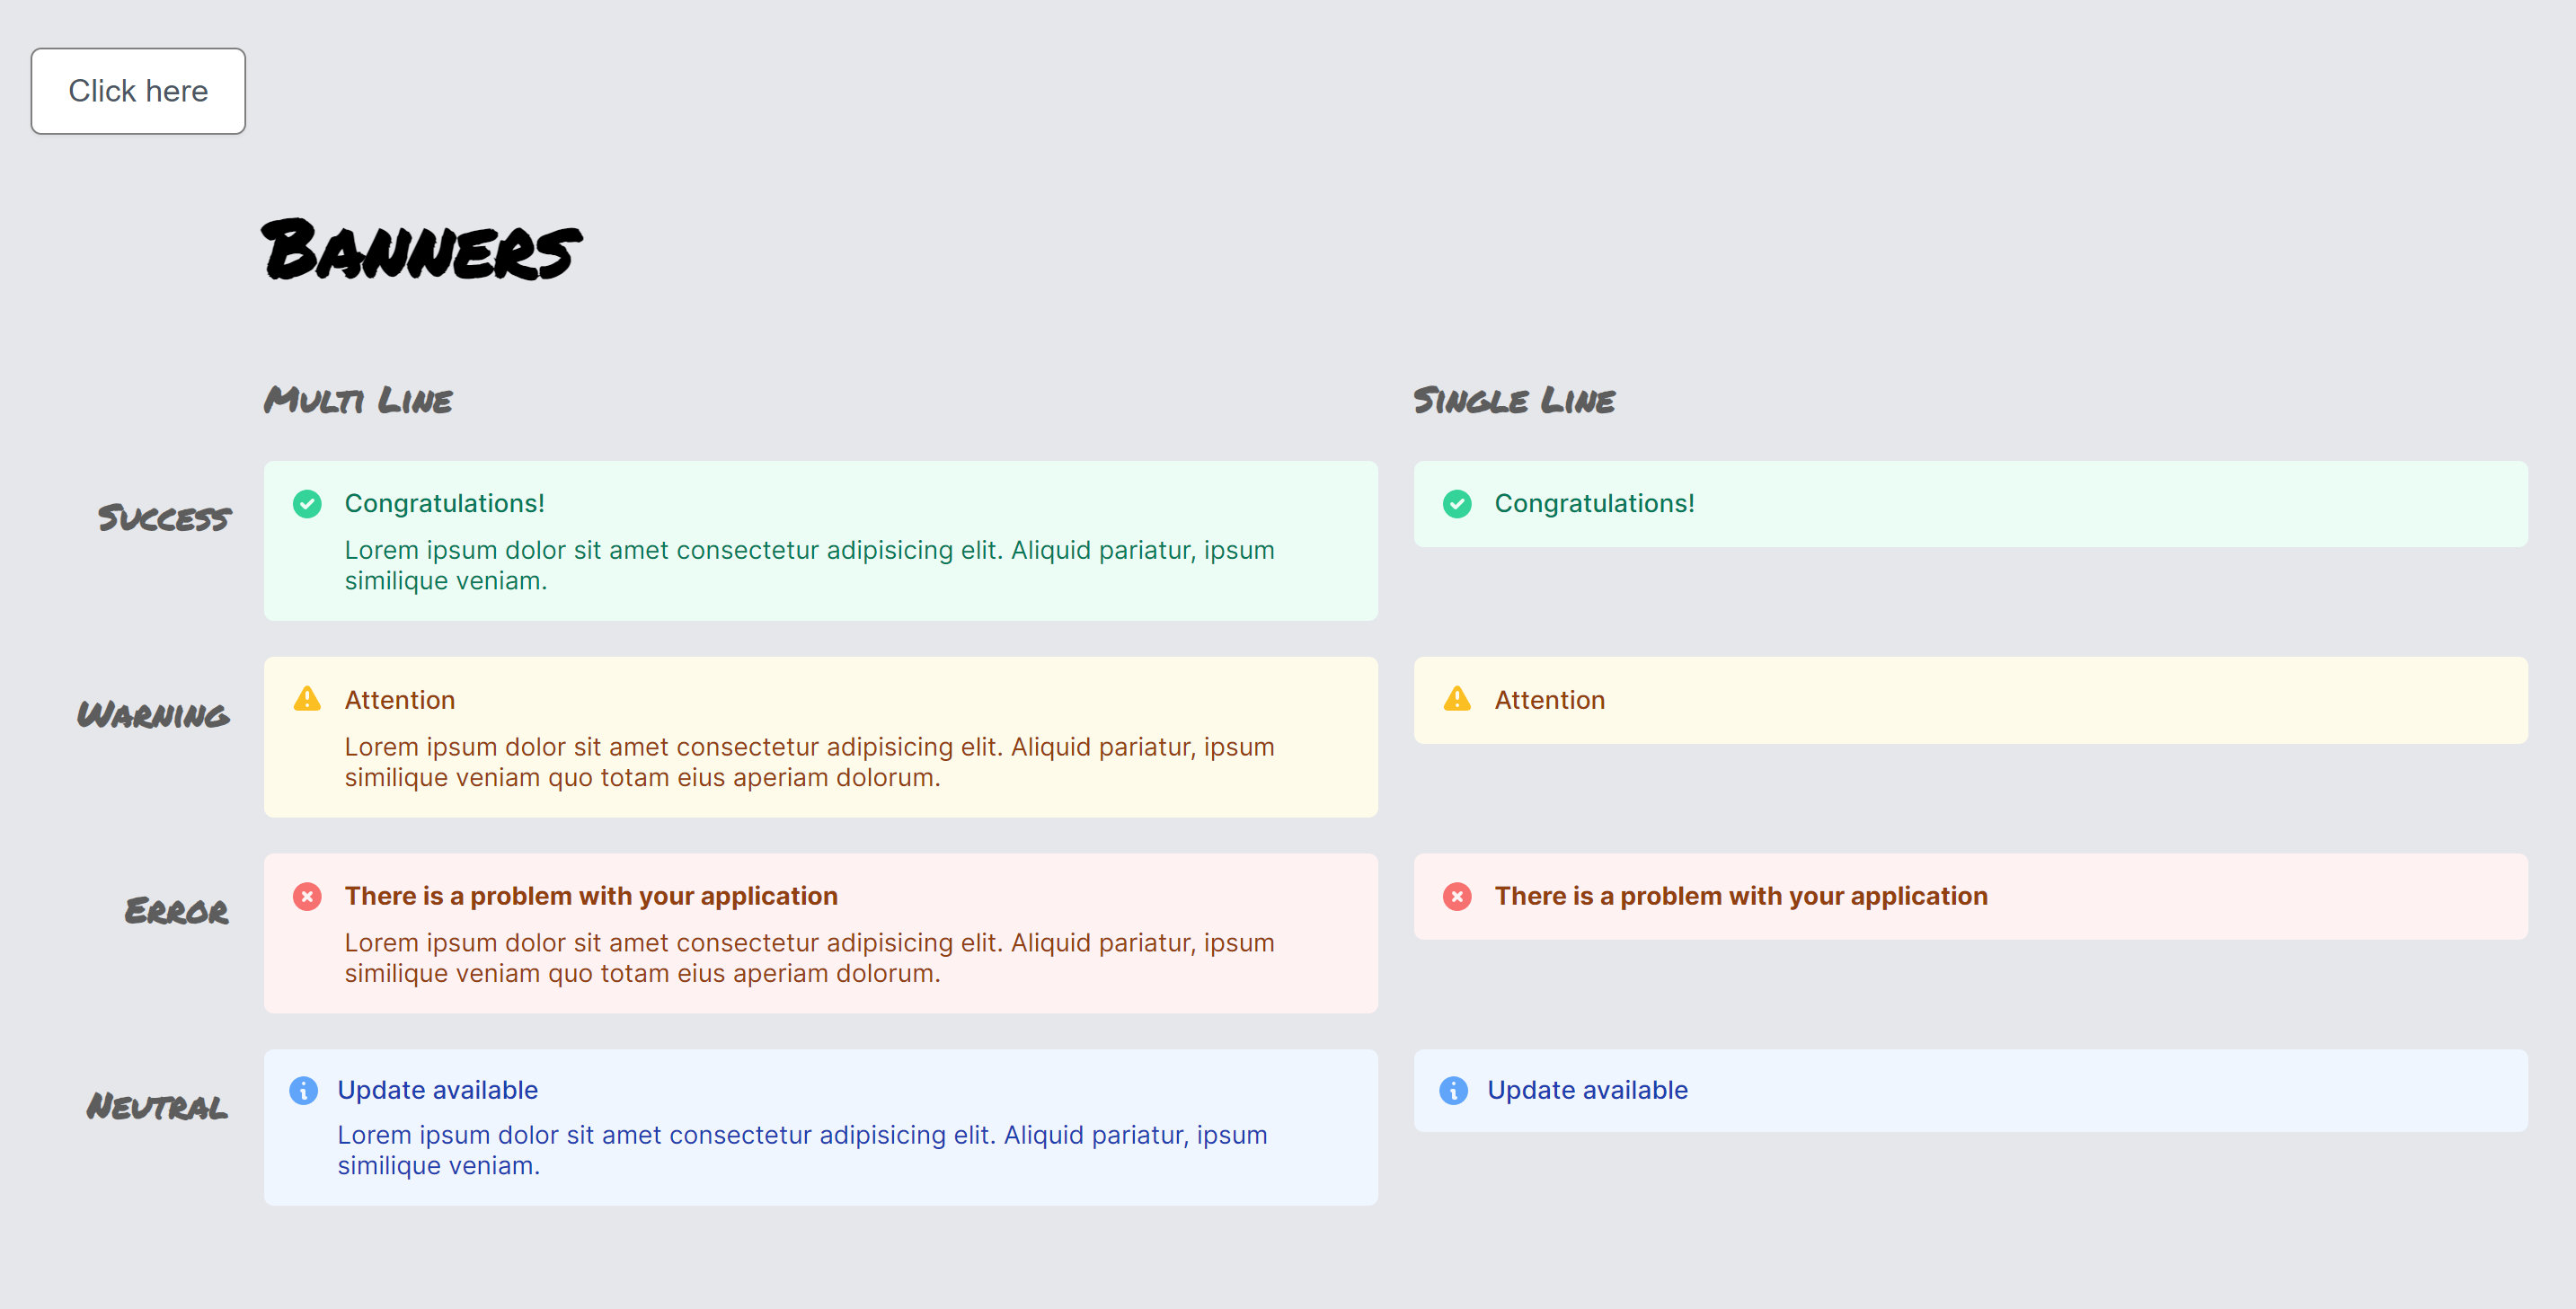 Click here
Banners
Multi Line
Single Line
Success
Congratulations!
Lorem ipsum dolor sit amet consectetur adipisicing elit. Aliquid pariatur, ipsum
similique veniam.
Congratulations!
Warning
Attention
Lorem ipsum dolor sit amet consectetur adipisicing elit. Aliquid pariatur, ipsum
similique veniam quo totam eius aperiam dolorum.
Attention
Error
There is a problem with your application
Lorem ipsum dolor sit amet consectetur adipisicing elit. Aliquid pariatur, ipsum
similique veniam quo totam eius aperiam dolorum.
There is a problem with your application
Neutral
Update available
Lorem ipsum dolor sit amet consectetur adipisicing elit. Aliquid pariatur, ipsum
similique veniam.
Update available